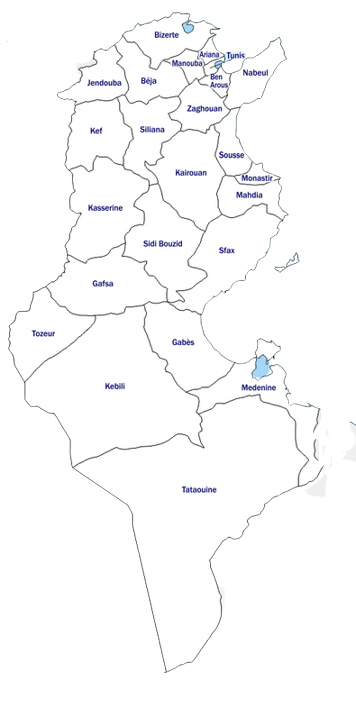 Bizerte
Ariana
Tunis
Manouba
Nabeul
Jendouba
Béja
Ben
Arous
Zaghouan
Kef
Siliana
Sousse
Kairouan
Monastir
Mahdia
Kasserine
Sidi Bouzid
Sfax
Gafsa
Tozeur
Gabès
Kebili
Medenine
Tataouine